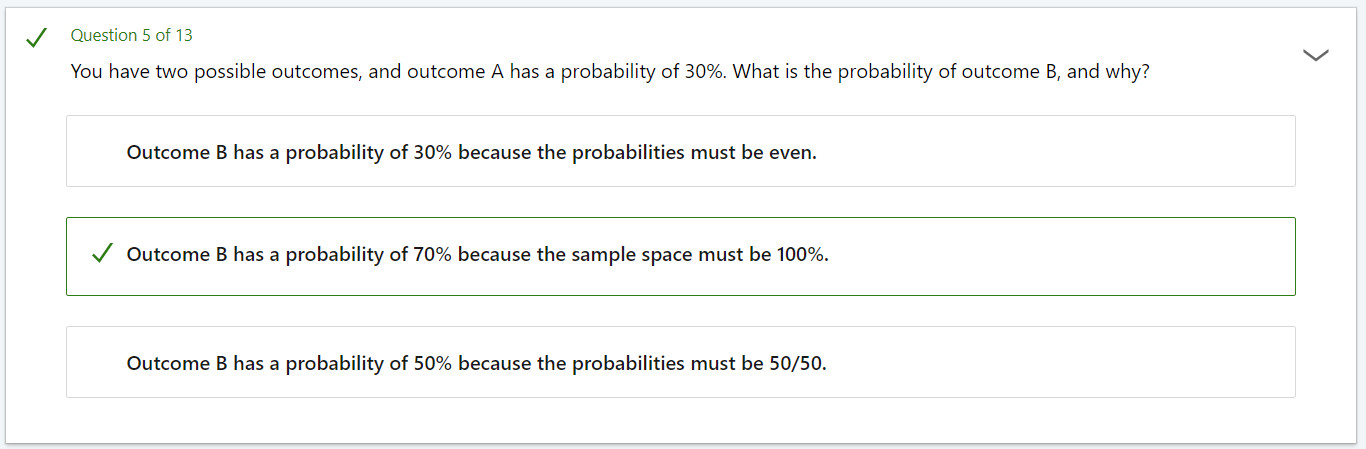 Question 5 of 13
You have two possible outcomes, and outcome A has a probability of 30%. What is the probability of outcome B, and why?
Outcome B has a probability of 30% because the probabilities must be even.
Outcome B has a probability of 70% because the sample space must be 100%.
Outcome B has a probability of 50% because the probabilities must be 50/50.